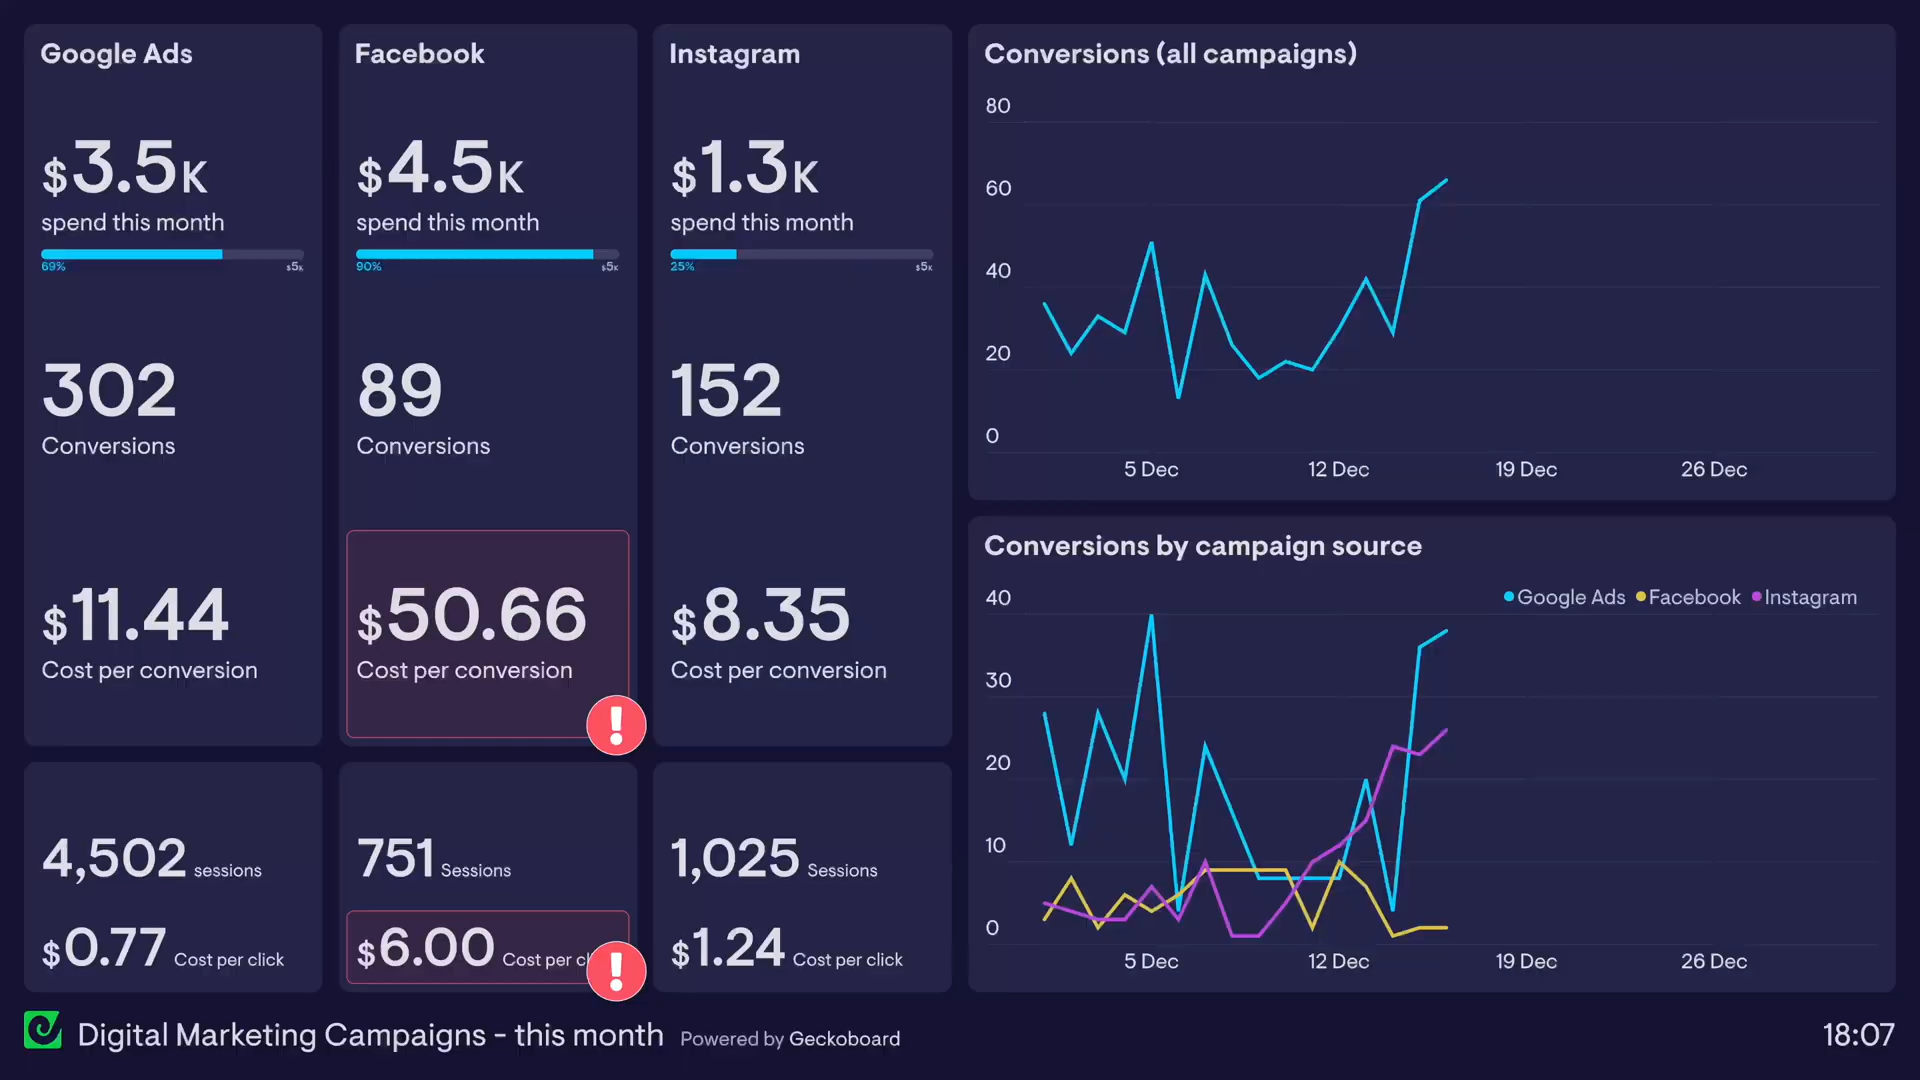 Google Ads
$3.5K
spend this month
69%
$5K
302
Conversions
$11.44
Cost per conversion
4,502 sessions
$0.77 Cost per click
Facebook
$4.5K
spend this month
90%
$5K
89
Conversions
$50.66
Cost per conversion
!
751 Sessions
$6.00 Cost per cl
!
Instagram
$1.3K
spend this month
25%
$5K
152
Conversions
$8.35
Cost per conversion
1,025 Sessions
$1.24 Cost per click
Conversions (all campaigns)
80
60
40
20
0
5 Dec 12 Dec 19 Dec 26 Dec
Conversions by campaign source
Google Ads Facebook Instagram
40
30
20
10
0
5 Dec 12 Dec 19 Dec 26 Dec
Digital Marketing Campaigns - this month Powered by Geckoboard
18:07